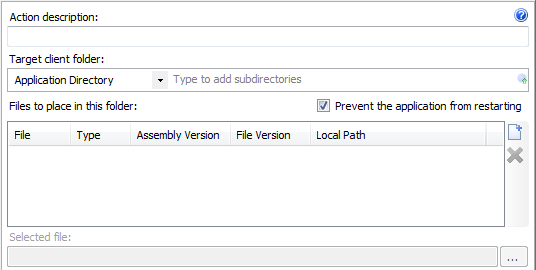 Action description:
Target client folder:
Application Directory Type to add subdirectories
Files to place in this folder: Prevent the application from restarting
File Type Assembly Version File Version Local Path
Selected file:
...